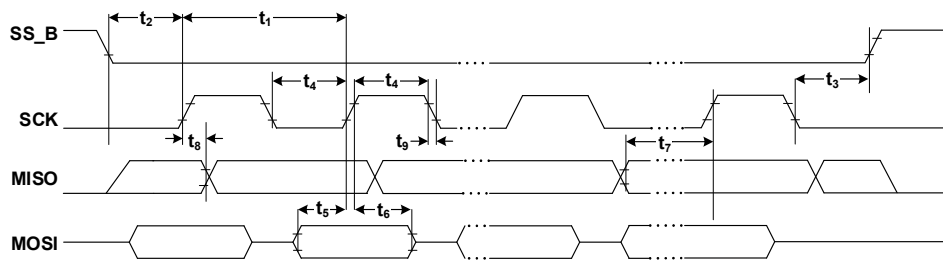 t2 t1
SS_B
t4 t4 t3
SCK
t8 t9 t7
MISO
t5 t6
MOSI